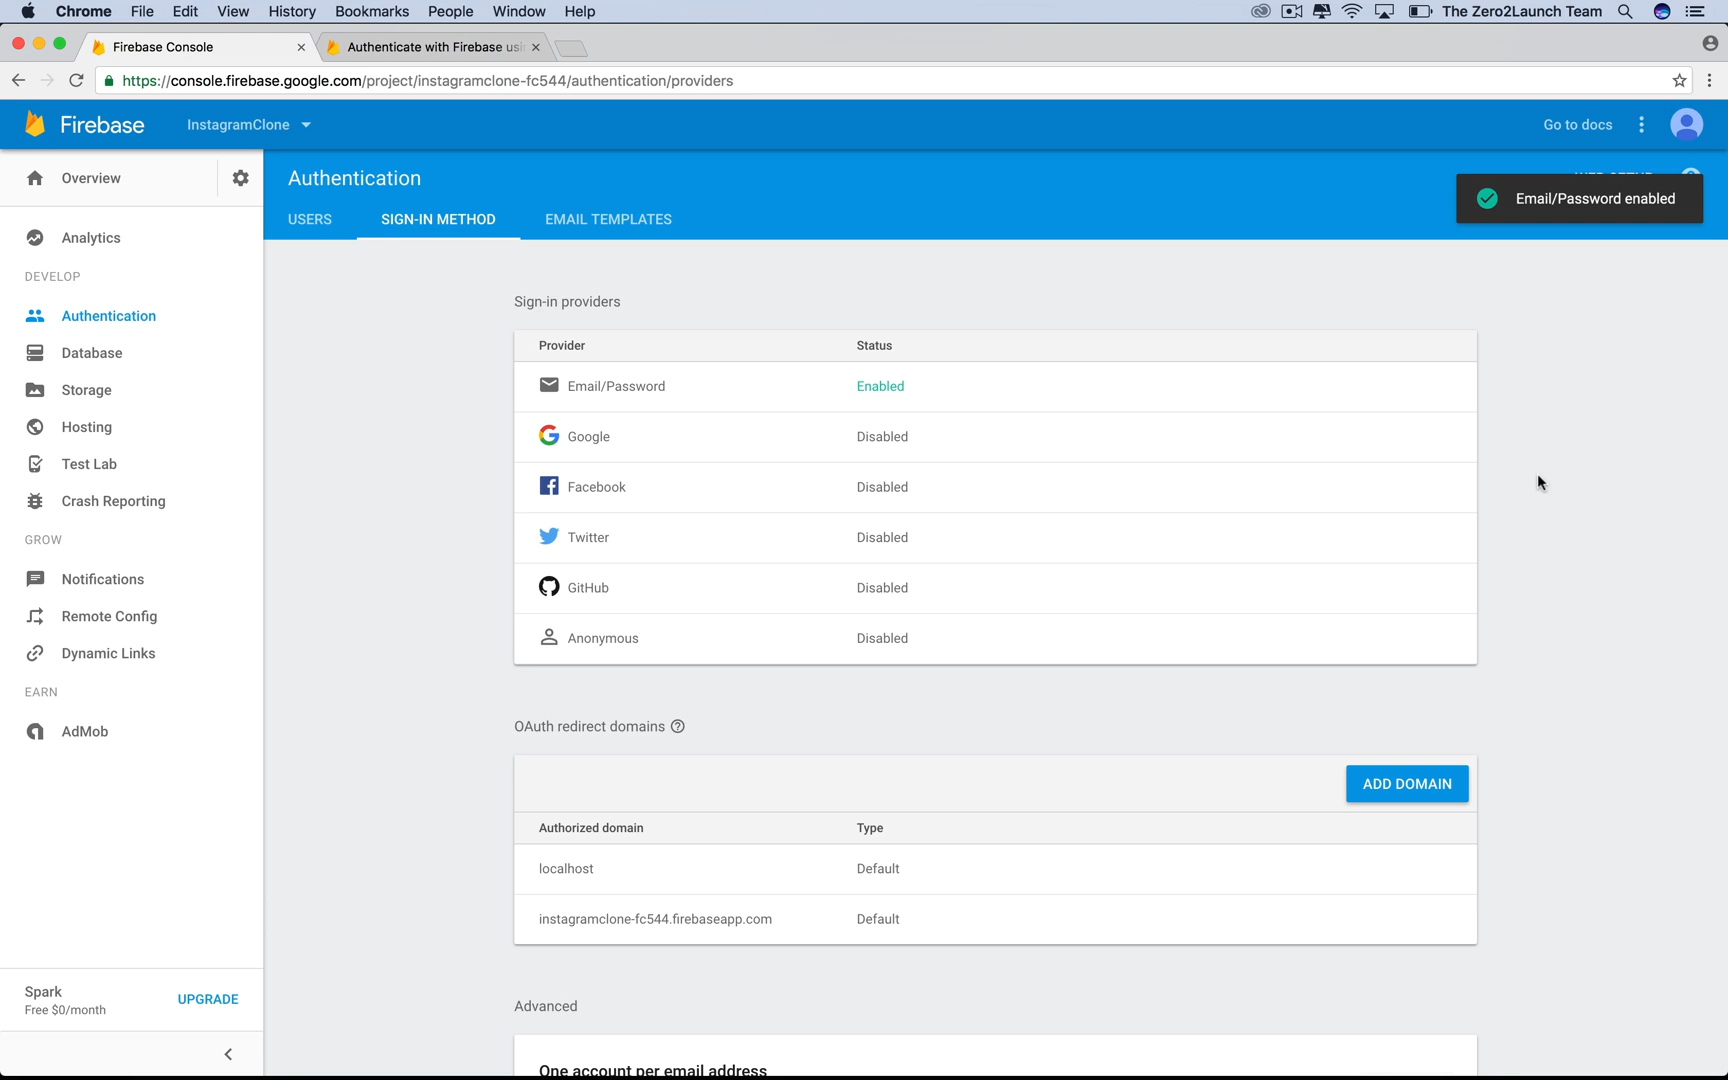 Chrome File Edit View History Bookmarks People Window Help The Zero2Launch Team
Firebase Console
Authenticate with Firebase usi
https://console.firebase.google.com/project/instagramclone-fc544/authentication/providers
Firebase InstagramClone Go to docs
Overview
Authentication
Email/Password enabled
USERS SIGN-IN METHOD EMAIL TEMPLATES
Analytics
DEVELOP
Authentication
Database
Storage
Hosting
Test Lab
Crash Reporting
GROW
Notifications
Remote Config
Dynamic Links
EARN
AdMob
Spark
Free $0/month
UPGRADE
Sign-in providers
Provider Status
Email/Password Enabled
Google Disabled
Facebook Disabled
Twitter Disabled
GitHub Disabled
Anonymous Disabled
OAuth redirect domains
ADD DOMAIN
Authorized domain Type
localhost Default
instagramclone-fc544.firebaseapp.com Default
Advanced
One account per email address